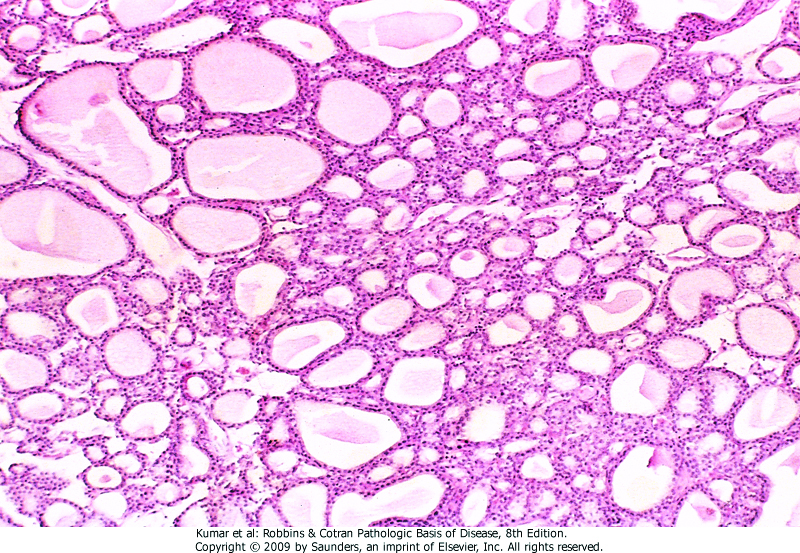 Kumar et al: Robbins & Cotran Pathologic Basis of Disease, 8th Edition.
Copyright © 2009 by Saunders, an imprint of Elsevier, Inc. All rights reserved.